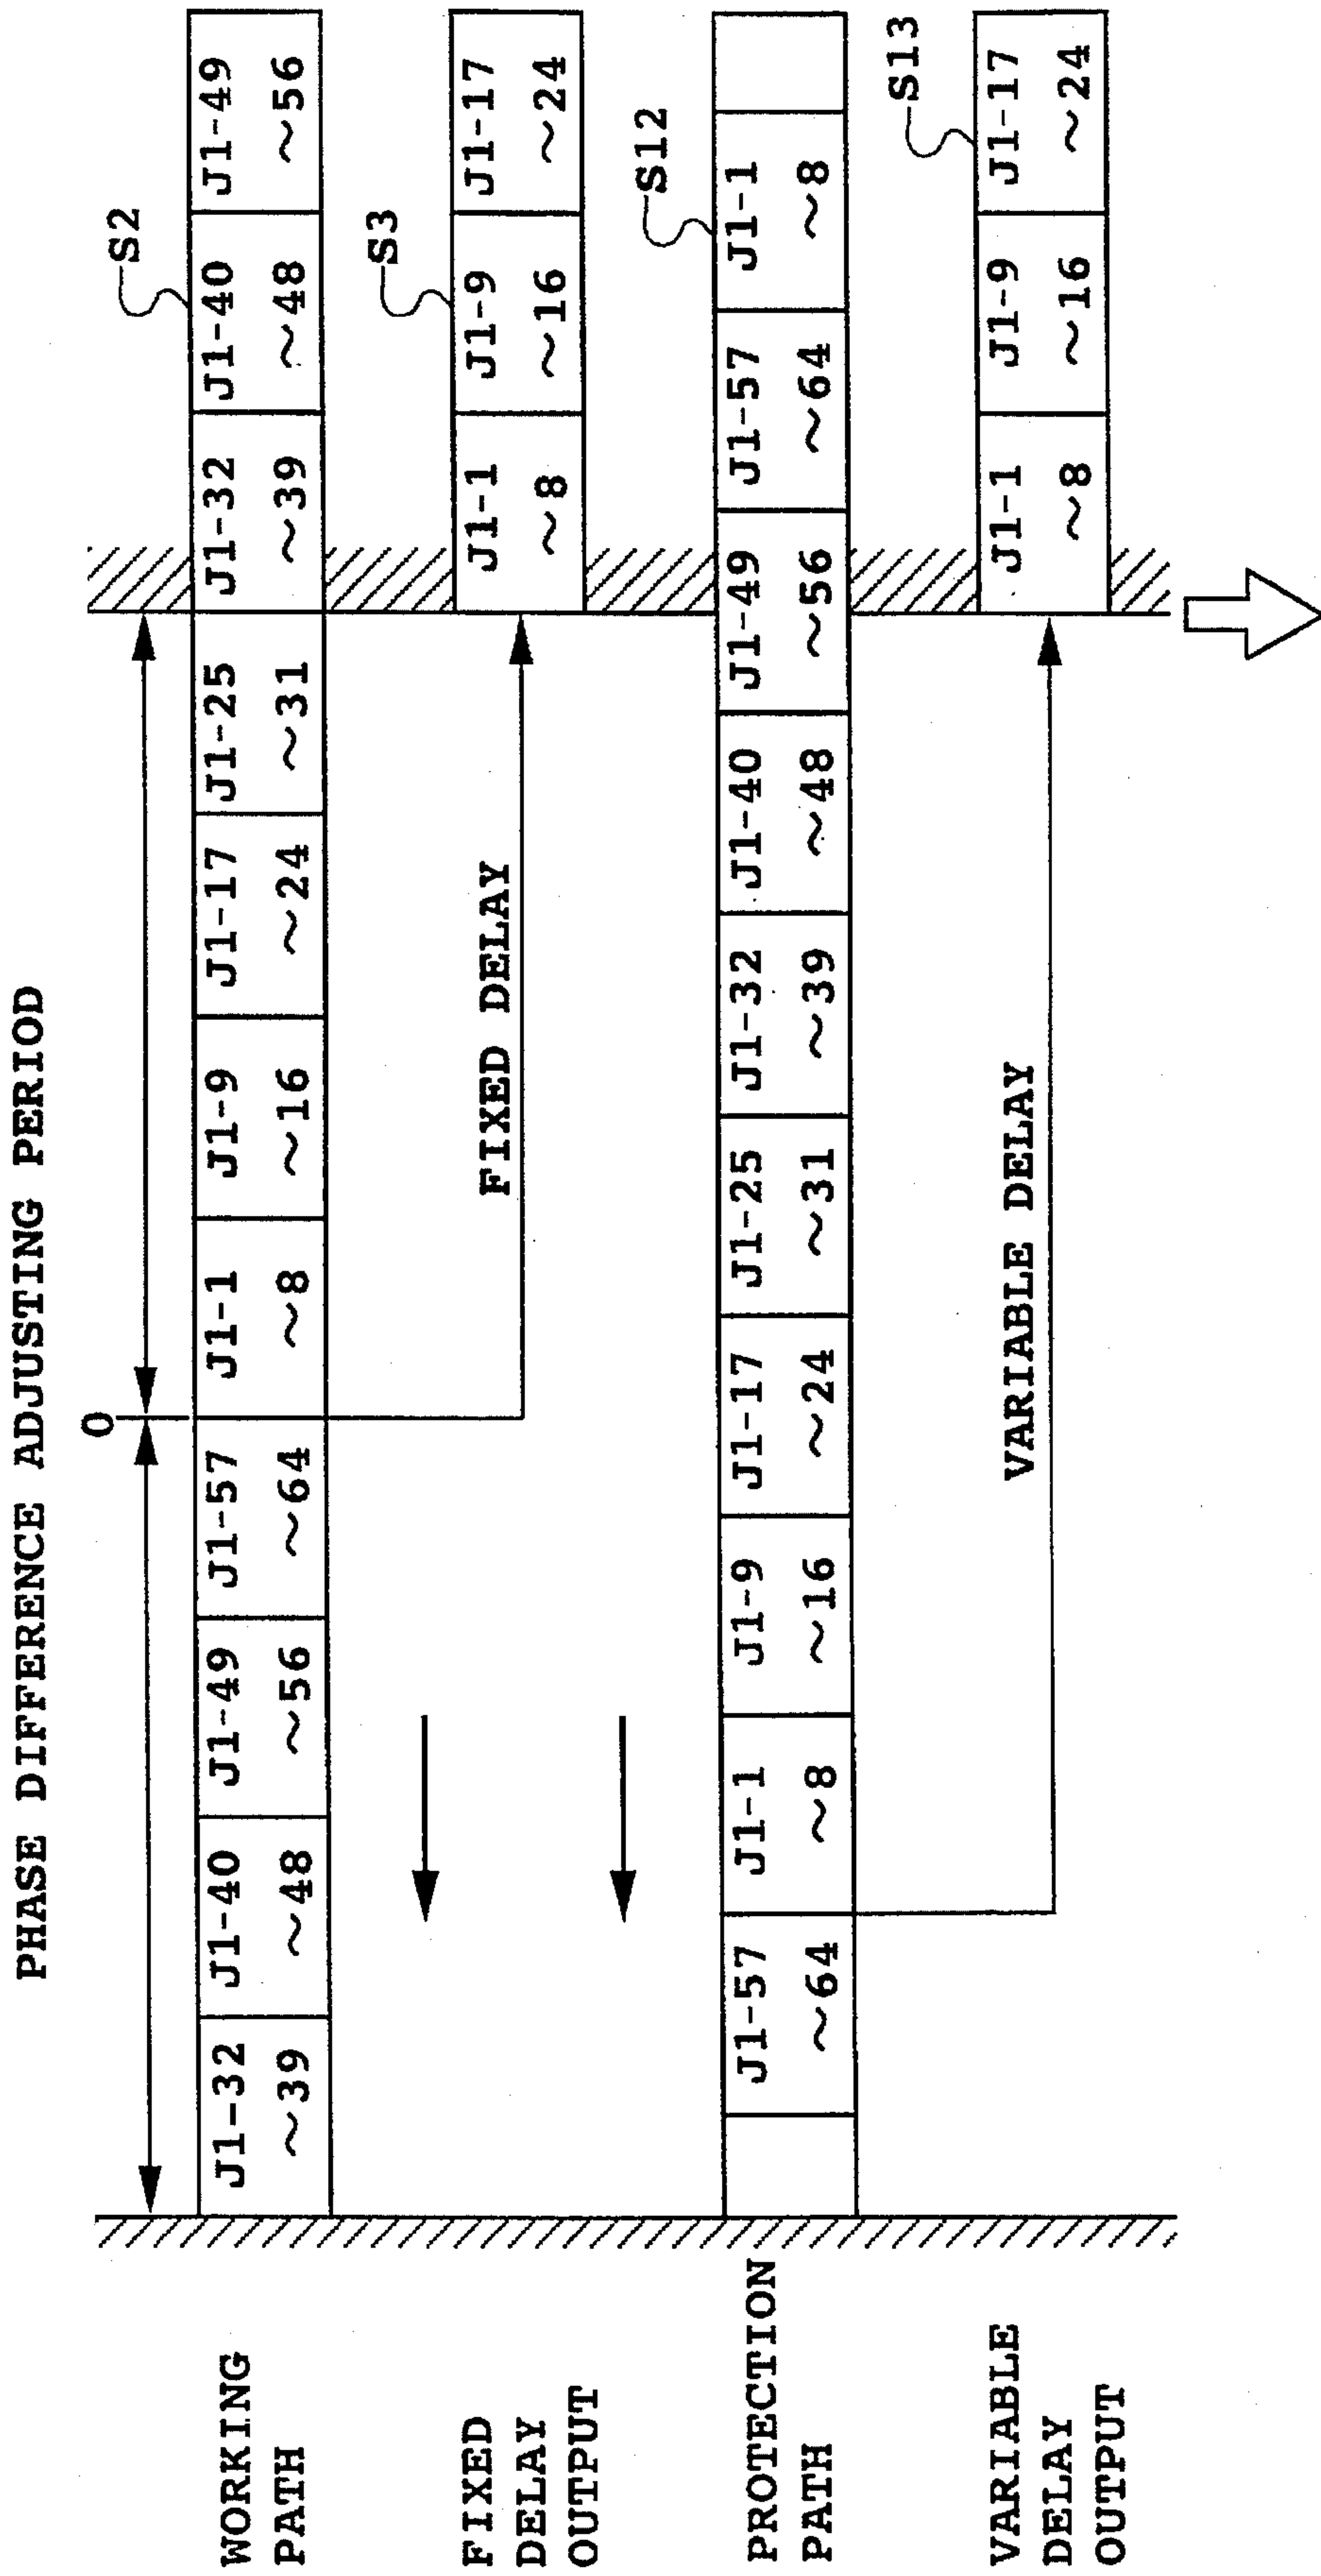 PHASE DIFFERENCE ADJUSTING PERIOD
0
S2
WORKING
PATH
J1-32
~39
J1-40
~48
J1-49
~56
J1-57
~64
J1-1
~8
J1-9
~16
J1-17
~24
J1-25
~31
J1-32
~39
J1-40
~48
J1-49
~56
S3
FIXED
DELAY
OUTPUT
FIXED DELAY
J1-1
~8
J1-9
~16
J1-17
~24
S12
PROTECTION
PATH
J1-57
~64
J1-1
~8
J1-9
~16
J1-17
~24
J1-25
~31
J1-32
~39
J1-40
~48
J1-49
~56
J1-57
~64
J1-1
~8
S13
VARIABLE
DELAY
OUTPUT
VARIABLE DELAY
J1-1
~8
J1-9
~16
J1-17
~24